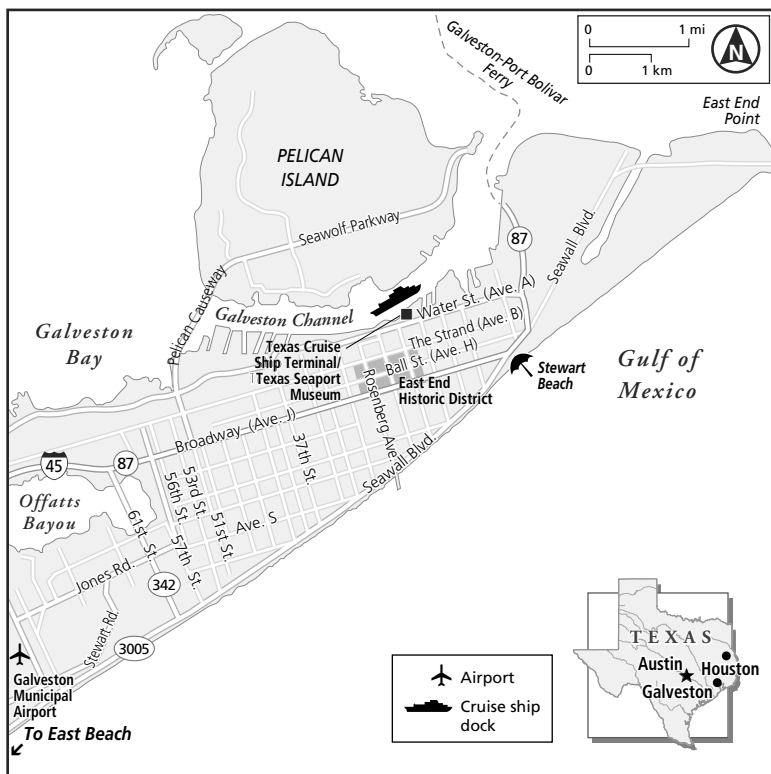 0 1 mi
0 1 km
N
Galveston-Port Bolivar
Ferry
East End
Point
PELICAN
ISLAND
Seawolf Parkway
87
Seawall Blvd.
Pelican Causeway
Galveston Channel
Water St. (Ave. A)
Galveston
Bay
The Strand (Ave. B)
Texas Cruise
Ship Terminal/
Texas Seaport
Museum
Ball St. (Ave. H)
Gulf of
Mexico
Stewart
Beach
East End
Historic District
Rosenberg Ave.
Broadway (Ave. J)
37th St.
Seawall Blvd.
45
87
53rd St.
56th St.
Offatts
Bayou
51st St.
61st St.
57th St.
Ave. S
Jones Rd.
342
Stewart Rd.
3005
Galveston
Municipal
Airport
To East Beach
Airport
Cruise ship
dock
TEXAS
Austin
Houston
Galveston